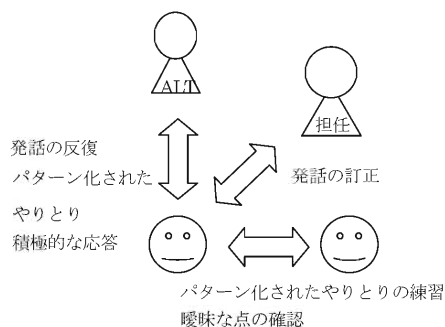 ALT
担任
発話の反復
パターン化された
やりとり
積極的な応答
発話の訂正
パターン化されたやりとりの練習
曖昧な点の確認